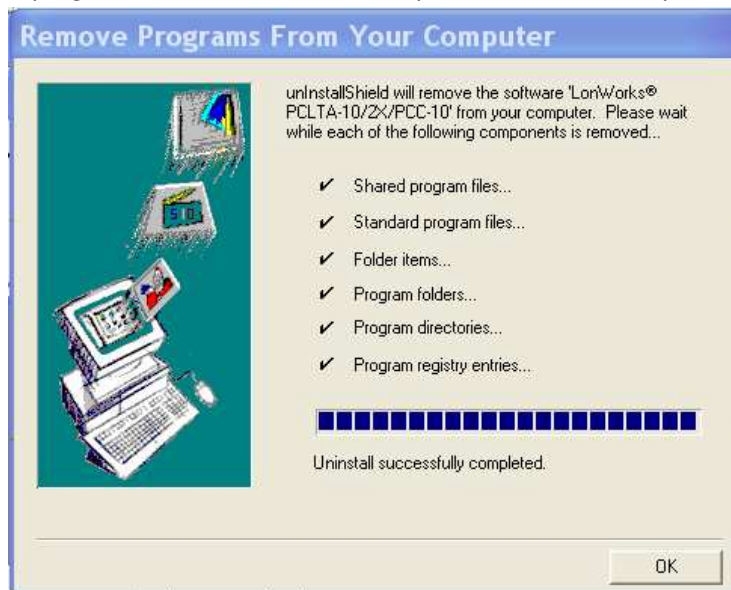 Remove Programs From Your Computer
unInstallShield will remove the software 'LonWorks®
PCLTA-10/2X/PCC-10' from your computer.  Please wait
while each of the following components is removed...
✔ Shared program files...
✔ Standard program files...
✔ Folder items...
✔ Program folders...
✔ Program directories...
✔ Program registry entries...
Uninstall successfully completed.
OK